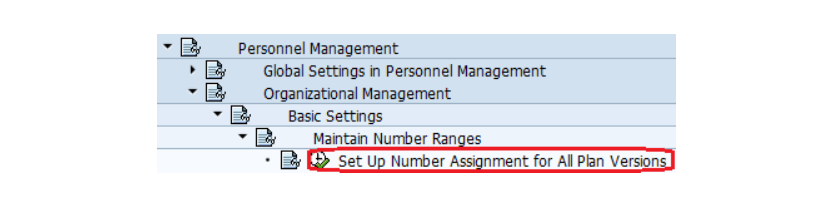 Personnel Management
Global Settings in Personnel Management
Organizational Management
Basic Settings
Maintain Number Ranges
Set Up Number Assignment for All Plan Versions